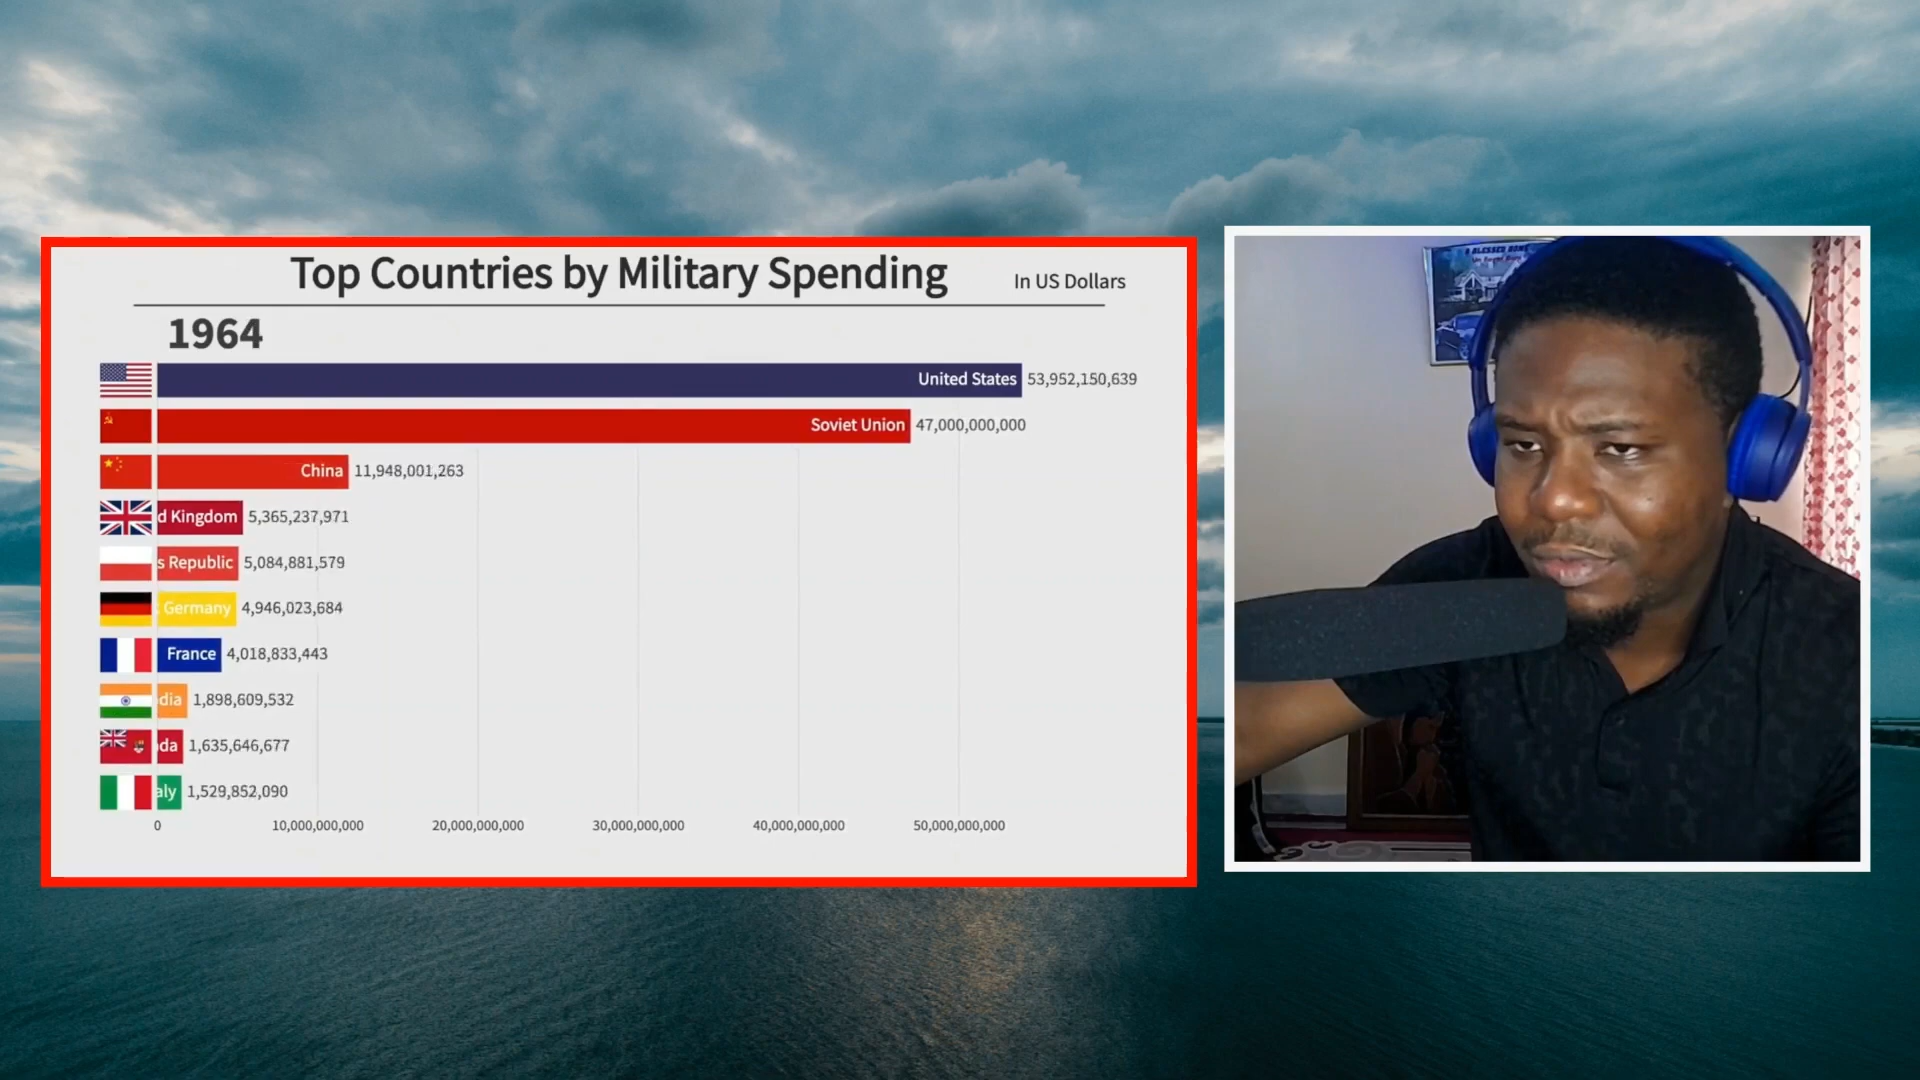 Top Countries by Military Spending
In US Dollars
1964
United States 53,952,150,639
Soviet Union 47,000,000,000
China 11,948,001,263
d Kingdom 5,365,237,971
s Republic 5,084,881,579
Germany 4,946,023,684
France 4,018,833,443
dia 1,898,609,532
da 1,635,646,677
aly 1,529,852,090
0 10,000,000,000 20,000,000,000 30,000,000,000 40,000,000,000 50,000,000,000
A BLESSED HOME